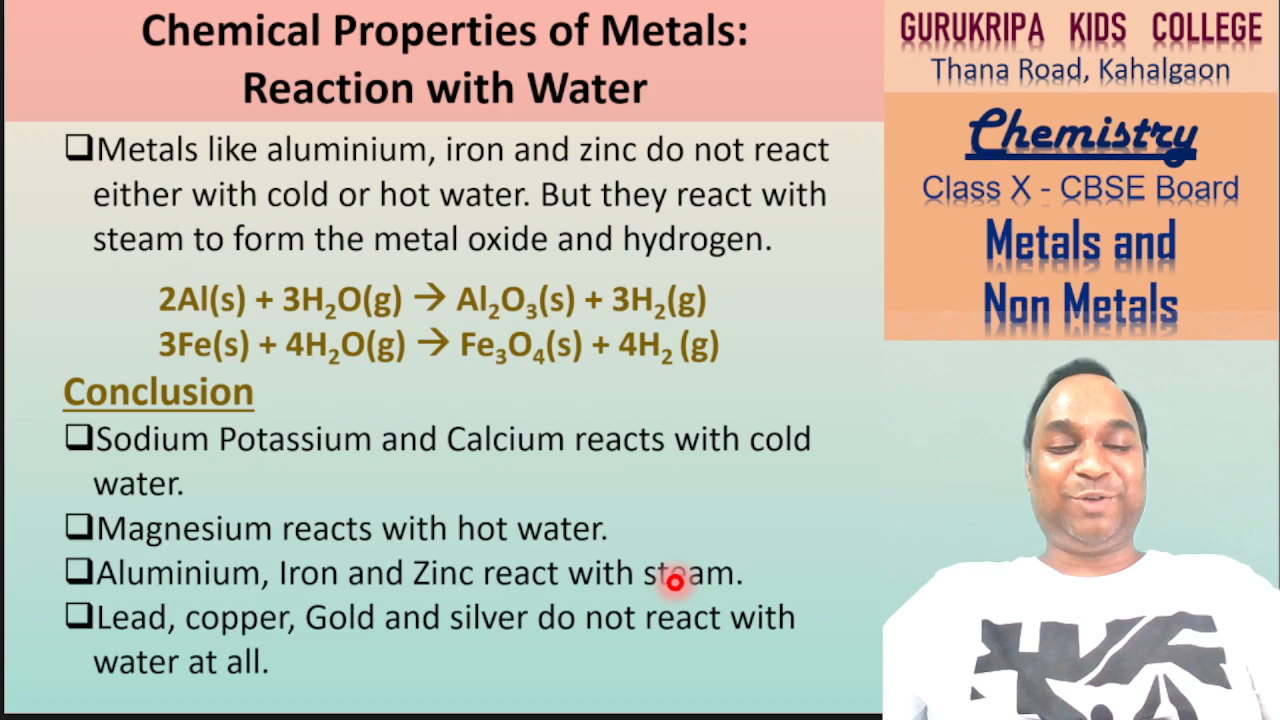 Chemical Properties of Metals:
Reaction with Water
❑Metals like aluminium, iron and zinc do not react
either with cold or hot water. But they react with
steam to form the metal oxide and hydrogen.
2Al(s) + 3H₂O(g) → Al₂O₃(s) + 3H₂(g)
3Fe(s) + 4H₂O(g) → Fe₃O₄(s) + 4H₂ (g)
Conclusion
❑Sodium Potassium and Calcium reacts with cold
water.
❑Magnesium reacts with hot water.
❑Aluminium, Iron and Zinc react with steam.
❑Lead, copper, Gold and silver do not react with
water at all.
GURUKRIPA KIDS COLLEGE
Thana Road, Kahalgaon
Chemistry
Class X - CBSE Board
Metals and
Non Metals